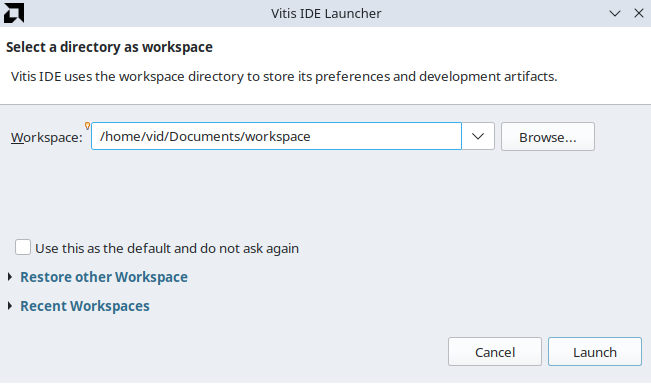 Vitis IDE Launcher
Select a directory as workspace
Vitis IDE uses the workspace directory to store its preferences and development artifacts.
Workspace: /home/vid/Documents/workspace Browse...
Use this as the default and do not ask again
Restore other Workspace
Recent Workspaces
Cancel Launch